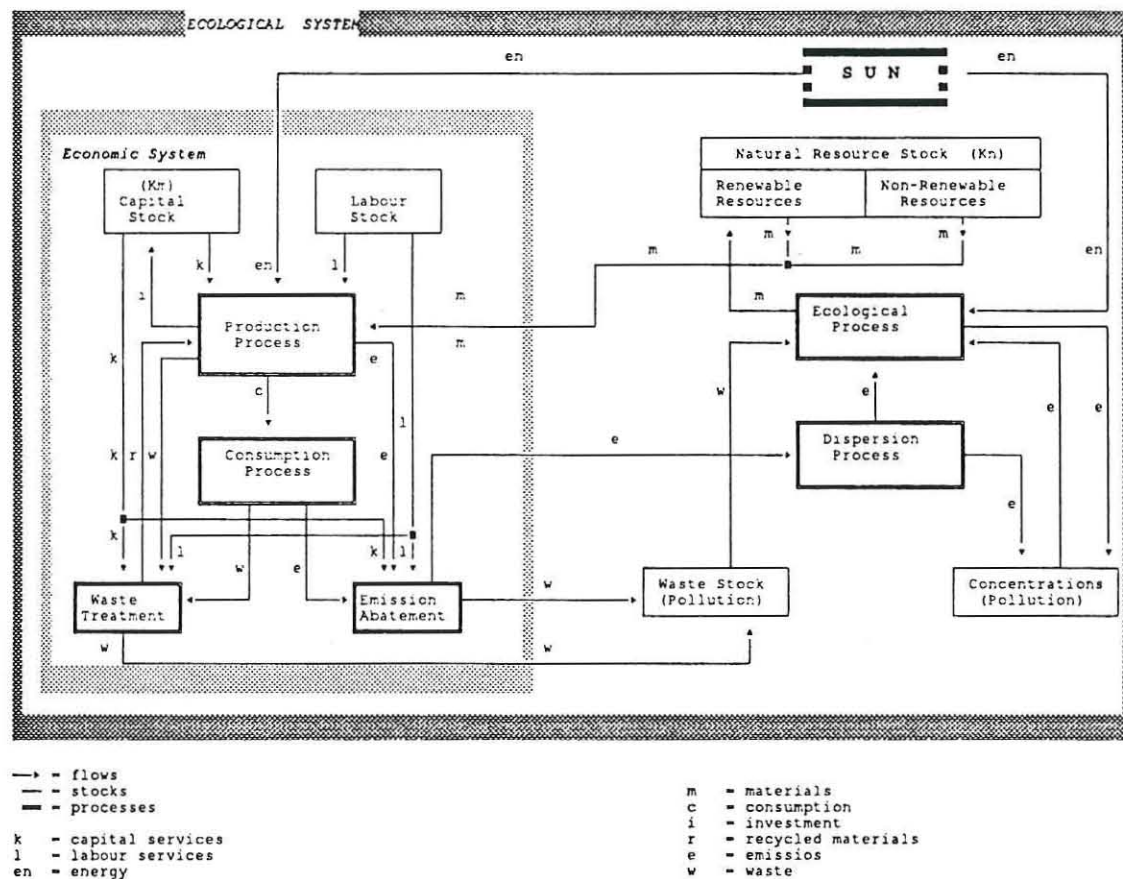 ECOLOGICAL SYSTEM
en
S U N
en
Economic System
Natural Resource Stock (Kn)
Renewable
Resources
Non-Renewable
Resources
(Km)
Capital
Stock
Labour
Stock
m
m
m
m
en
k
en
l
i
m
m
m
Production
Process
Ecological
Process
k
e
w
c
l
e
e
e
e
Consumption
Process
Dispersion
Process
k
r
w
e
e
k
l
k
l
w
e
Waste
Treatment
Emission
Abatement
w
Waste Stock
(Pollution)
Concentrations
(Pollution)
w
w
= flows
= stocks
= processes
k = capital services
l = labour services
en = energy
m = materials
c = consumption
i = investment
r = recycled materials
e = emissios
w = waste